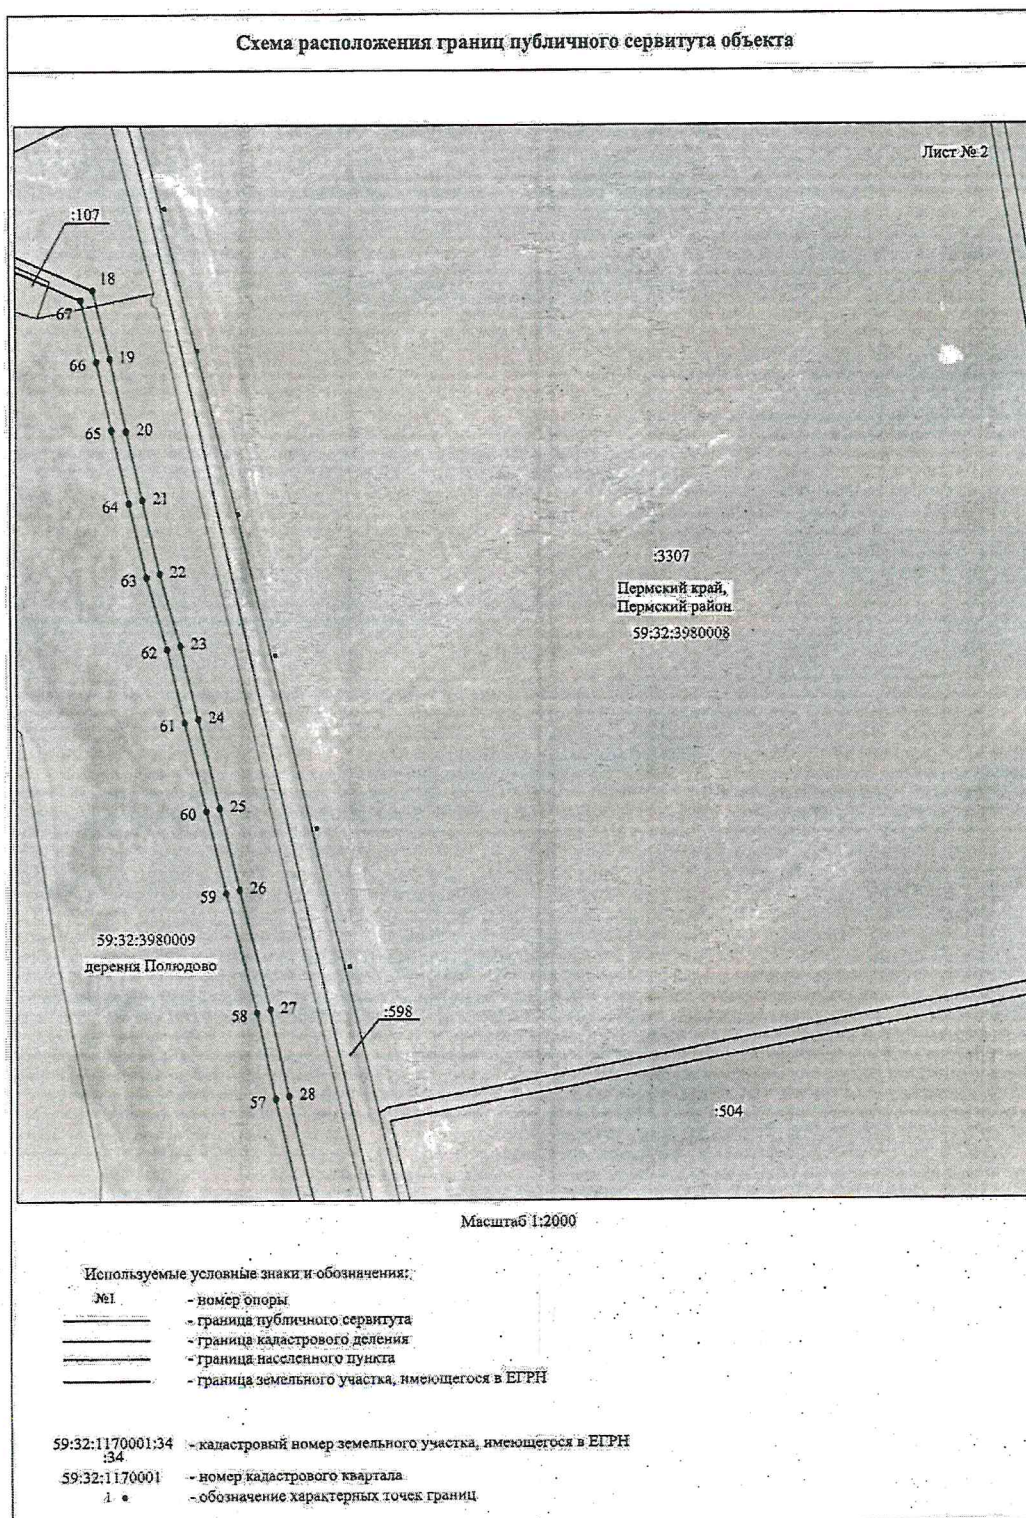 Схема расположения границ публичного сервитута объекта
Лист № 2
:107
18
67
66
19
65
20
64
21
63
22
62
23
61
24
60
25
59
26
58
27
57
28
:3307
Пермский край,
Пермский район
59:32:3980008
59:32:3980009
деревня Полюдово
:598
:504
Масштаб 1:2000
Используемые условные знаки и обозначения:
№1 - номер опоры
- граница публичного сервитута
- граница кадастрового деления
- граница населенного пункта
- граница земельного участка, имеющегося в ЕГРН
59:32:1170001:34 - кадастровый номер земельного участка, имеющегося в ЕГРН
:34
59:32:1170001 - номер кадастрового квартала
1 - обозначение характерных точек границ